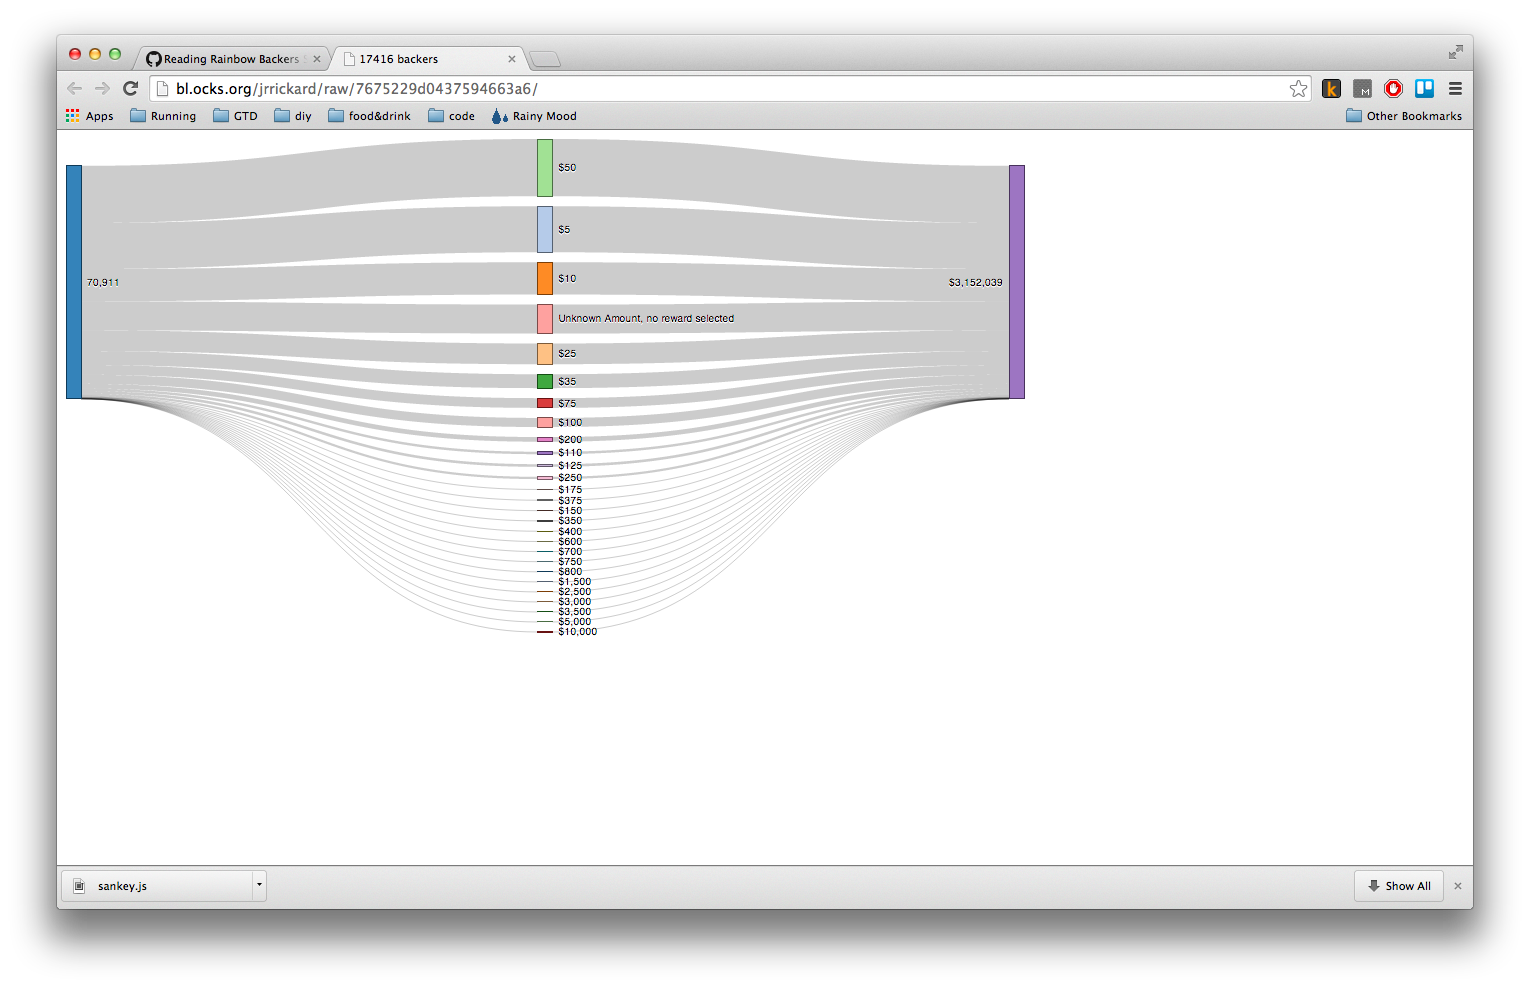 Reading Rainbow Backers
17416 backers
bl.ocks.org/jrrickard/raw/7675229d0437594663a6/
k
M
Apps
Running
GTD
diy
food&drink
code
Rainy Mood
Other Bookmarks
$50
$5
$10
70,911
$3,152,039
Unknown Amount, no reward selected
$25
$35
$75
$100
$200
$110
$125
$250
$175
$375
$150
$350
$400
$600
$700
$750
$800
$1,500
$2,500
$3,000
$3,500
$5,000
$10,000
sankey.js
Show All